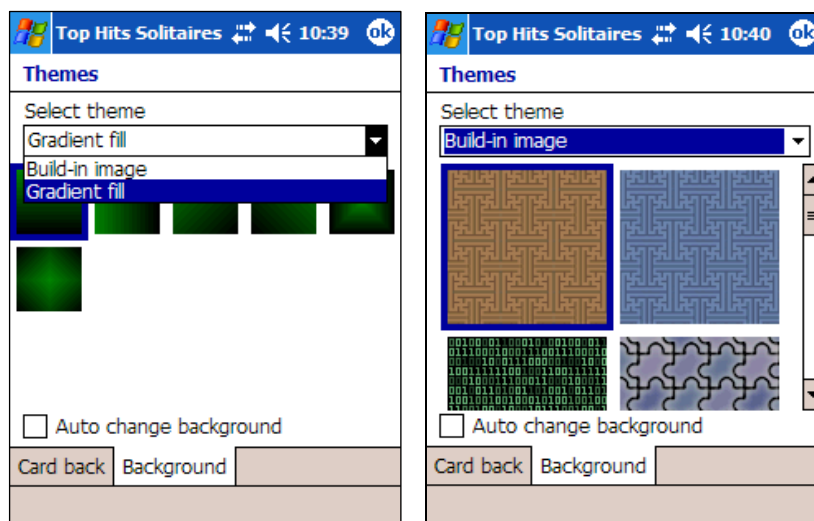 Top Hits Solitaires 10:39 ok
Themes
Select theme
Gradient fill
Build-in image
Gradient fill
Auto change background
Card back Background
Top Hits Solitaires 10:40 ok
Themes
Select theme
Build-in image
Auto change background
Card back Background